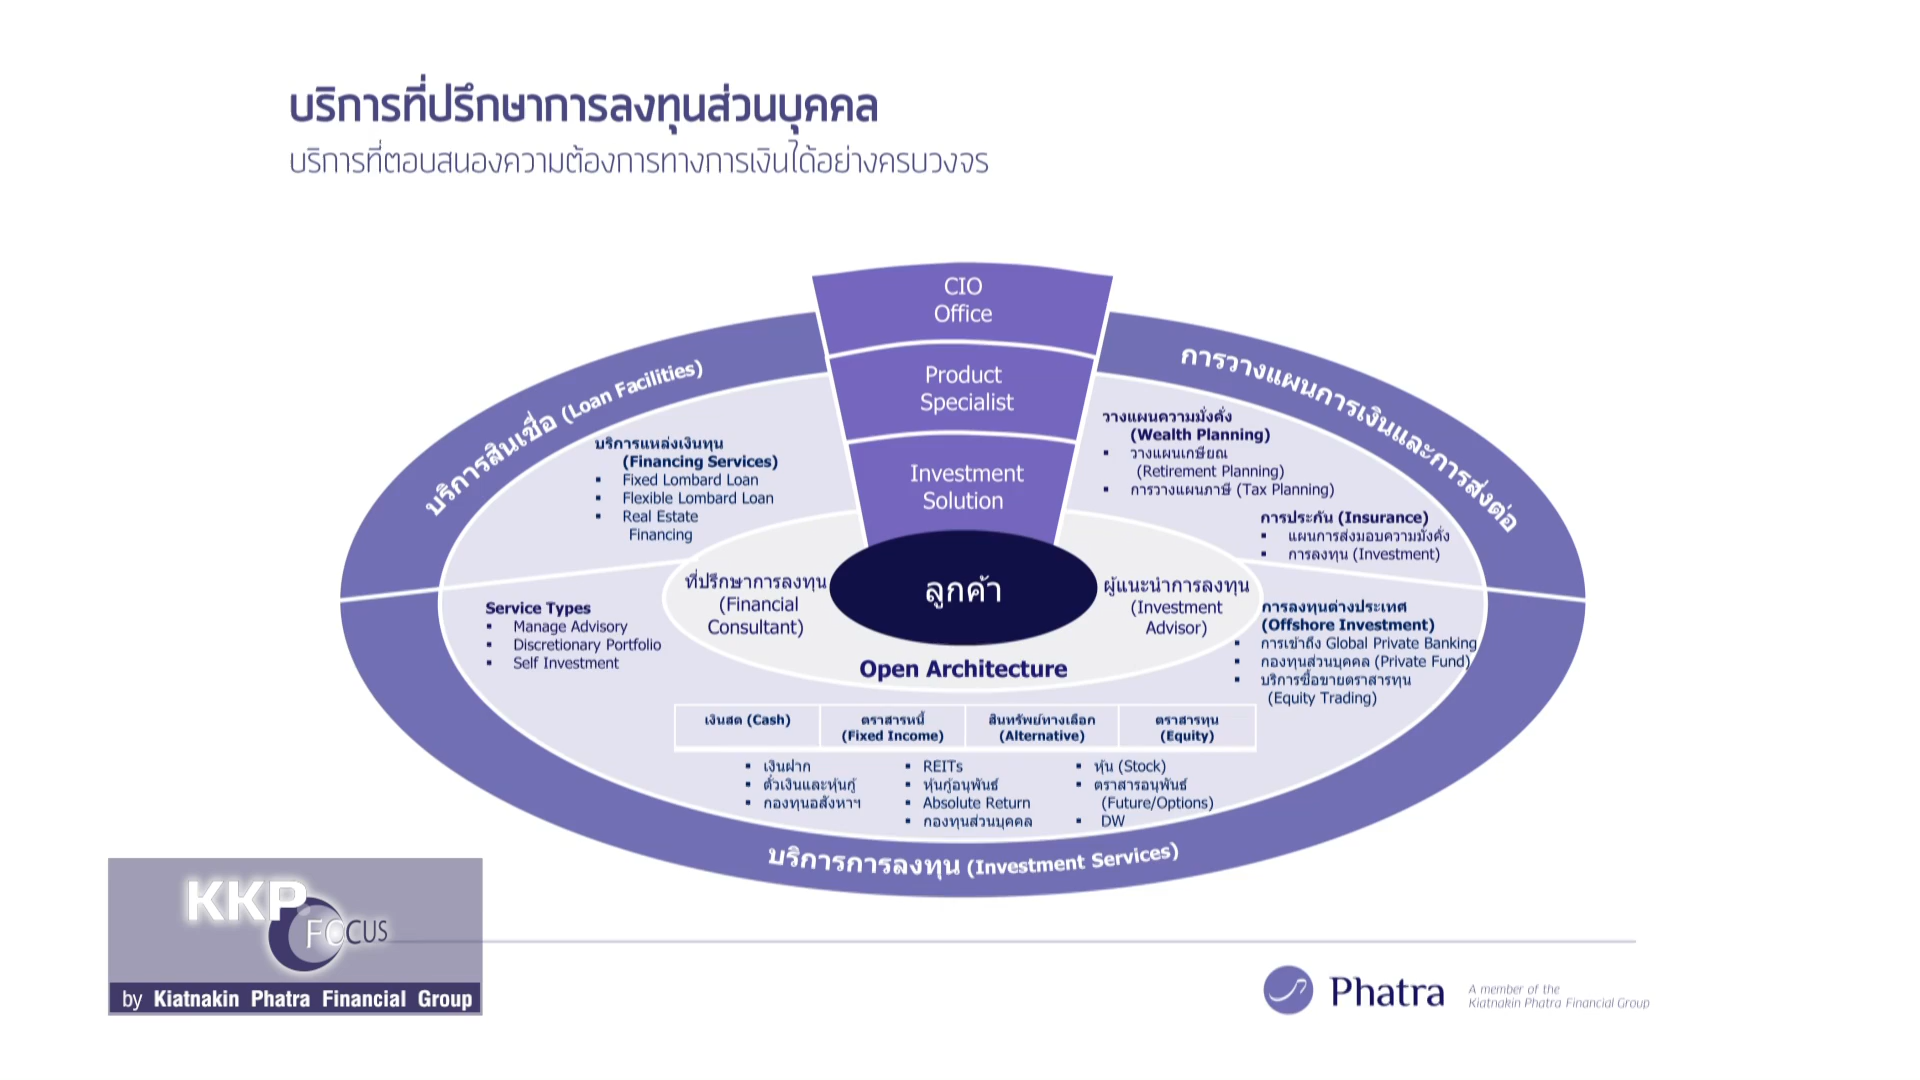 บริการที่ปรึกษาการลงทุนส่วนบุคคล
บริการที่ตอบสนองความต้องการทางการเงินได้อย่างครบวงจร
CIO
Office
Product
Specialist
Investment
Solution
บริการสินเชื่อ (Loan Facilities)
บริการแหล่งเงินทุน
(Financing Services)
▪ Fixed Lombard Loan
▪ Flexible Lombard Loan
▪ Real Estate
Financing
การวางแผนการเงินและการส่งต่อ
วางแผนความมั่งคั่ง
(Wealth Planning)
▪ วางแผนเกษียณ
(Retirement Planning)
▪ การวางแผนภาษี (Tax Planning)
การประกัน (Insurance)
▪ แผนการส่งมอบความมั่งคั่ง
▪ การลงทุน (Investment)
ที่ปรึกษาการลงทุน
(Financial
Consultant)
ลูกค้า
ผู้แนะนำการลงทุน
(Investment
Advisor)
Open Architecture
Service Types
▪ Manage Advisory
▪ Discretionary Portfolio
▪ Self Investment
การลงทุนต่างประเทศ
(Offshore Investment)
▪ การเข้าถึง Global Private Banking
▪ กองทุนส่วนบุคคล (Private Fund)
▪ บริการซื้อขายตราสารทุน
(Equity Trading)
เงินสด (Cash)
ตราสารหนี้
(Fixed Income)
สินทรัพย์ทางเลือก
(Alternative)
ตราสารทุน
(Equity)
▪ เงินฝาก
▪ ตั๋วเงินและหุ้นกู้
▪ กองทุนอสังหาฯ
▪ REITs
▪ หุ้นกู้อนุพันธ์
▪ Absolute Return
▪ กองทุนส่วนบุคคล
▪ หุ้น (Stock)
▪ ตราสารอนุพันธ์
(Future/Options)
▪ DW
บริการการลงทุน (Investment Services)
KKP
FOCUS
by Kiatnakin Phatra Financial Group
Phatra
A member of the
Kiatnakin Phatra Financial Group